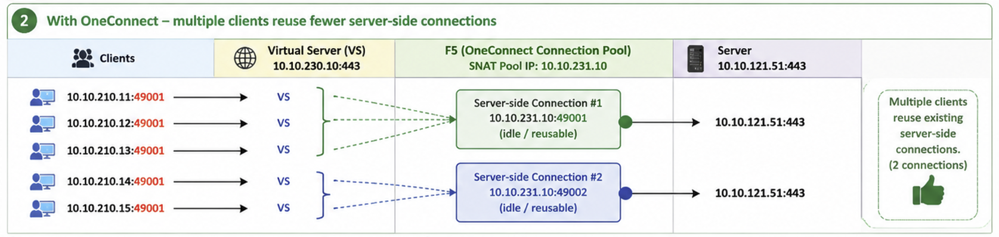 2 With OneConnect – multiple clients reuse fewer server-side connections
Clients
Virtual Server (VS)
10.10.230.10:443
F5 (OneConnect Connection Pool)
SNAT Pool IP: 10.10.231.10
Server
10.10.121.51:443
10.10.210.11:49001 VS
10.10.210.12:49001 VS
10.10.210.13:49001 VS
10.10.210.14:49001 VS
10.10.210.15:49001 VS
Server-side Connection #1
10.10.231.10:49001
(idle / reusable)
10.10.121.51:443
Server-side Connection #2
10.10.231.10:49002
(idle / reusable)
10.10.121.51:443
Multiple clients
reuse existing
server-side
connections.
(2 connections)